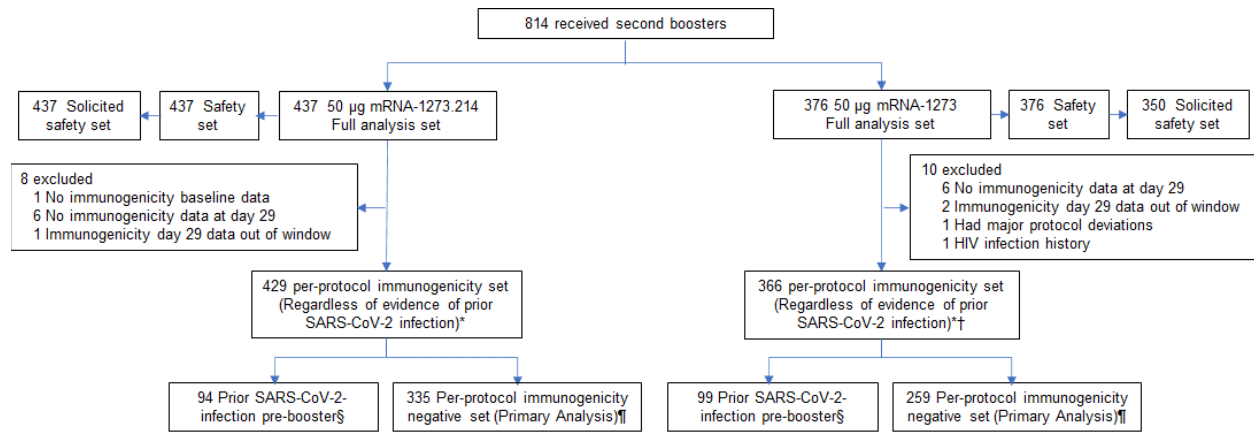 814 received second boosters
437 Solicited
safety set
437 Safety
set
437 50 µg mRNA-1273.214
Full analysis set
376 50 µg mRNA-1273
Full analysis set
376 Safety
set
350 Solicited
safety set
8 excluded
1 No immunogenicity baseline data
6 No immunogenicity data at day 29
1 Immunogenicity day 29 data out of window
10 excluded
6 No immunogenicity data at day 29
2 Immunogenicity day 29 data out of window
1 Had major protocol deviations
1 HIV infection history
429 per-protocol immunogenicity set
(Regardless of evidence of prior
SARS-CoV-2 infection)*
366 per-protocol immunogenicity set
(Regardless of evidence of prior
SARS-CoV-2 infection)*†
94 Prior SARS-CoV-2-
infection pre-booster§
335 Per-protocol immunogenicity
negative set (Primary Analysis)¶
99 Prior SARS-CoV-2-
infection pre-booster§
259 Per-protocol immunogenicity
negative set (Primary Analysis)¶